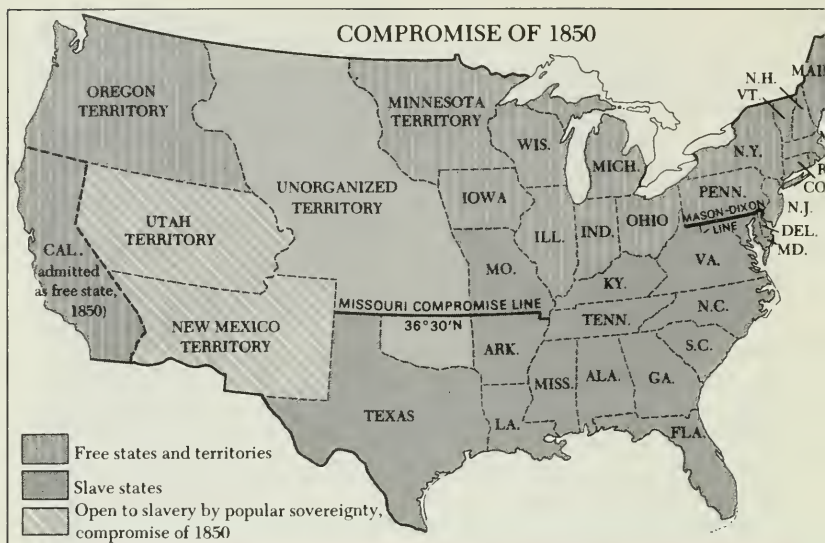 COMPROMISE OF 1850
OREGON
TERRITORY
MINNESOTA
TERRITORY
UNORGANIZED
TERRITORY
UTAH
TERRITORY
CAL.
admitted
as free state,
1850)
NEW MEXICO
TERRITORY
MISSOURI COMPROMISE LINE
36°30'N
TEXAS
WIS.
MICH.
IOWA
ILL.
IND.
OHIO
MO.
KY.
TENN.
ARK.
MISS.
ALA.
GA.
LA.
FLA.
S.C.
N.C.
VA.
PENN.
MASON-DIXON
LINE
N.Y.
VT.
N.H.
MAI
M
R
CO
N.J.
DEL.
MD.
Free states and territories
Slave states
Open to slavery by popular sovereignty,
compromise of 1850